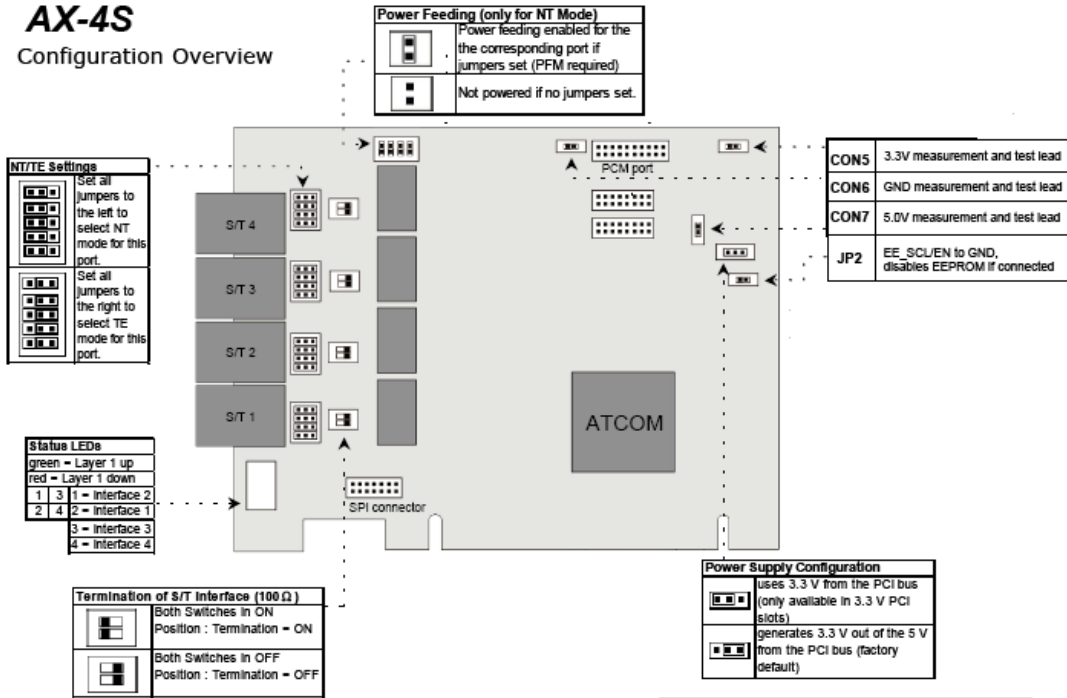 AX-4S
Configuration Overview
Power Feeding (only for NT Mode)
Power feeding enabled for the
the corresponding port if
jumpers set (PFM required)
Not powered if no jumpers set.
NT/TE Settings
Set all
jumpers to
the left to
select NT
mode for this
port.
Set all
jumpers to
the right to
select TE
mode for this
port.
PCM port
CON5 3.3V measurement and test lead
CON6 GND measurement and test lead
CON7 5.0V measurement and test lead
JP2 EE_SCL/EN to GND,
disables EEPROM if connected
S/T 4
S/T 3
S/T 2
S/T 1
ATCOM
Status LEDs
green = Layer 1 up
red = Layer 1 down
1 3 1 = Interface 2
2 4 2 = Interface 1
3 = Interface 3
4 = Interface 4
SPI connector
Termination of S/T Interface (100Ω)
Both Switches in ON
Position : Termination = ON
Both Switches in OFF
Position : Termination = OFF
Power Supply Configuration
uses 3.3 V from the PCI bus
(only available in 3.3 V PCI
slots)
generates 3.3 V out of the 5 V
from the PCI bus (factory
default)